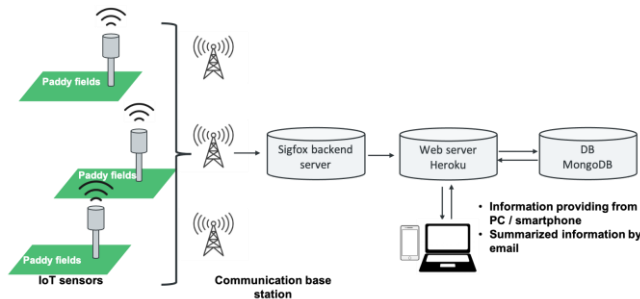 Paddy fields
Paddy fields
Paddy fields
IoT sensors
Communication base
station
Sigfox backend
server
Web server
Heroku
DB
MongoDB
• Information providing from
PC / smartphone
• Summarized information by
email